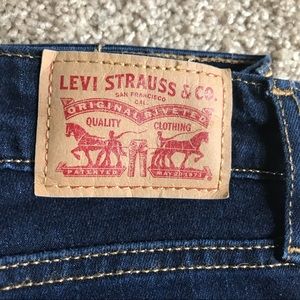 LEVI STRAUSS & CO.
SAN FRANCISCO
CAL.
ORIGINAL RIVETED
QUALITY CLOTHING
PATENTED MAY 20 1873